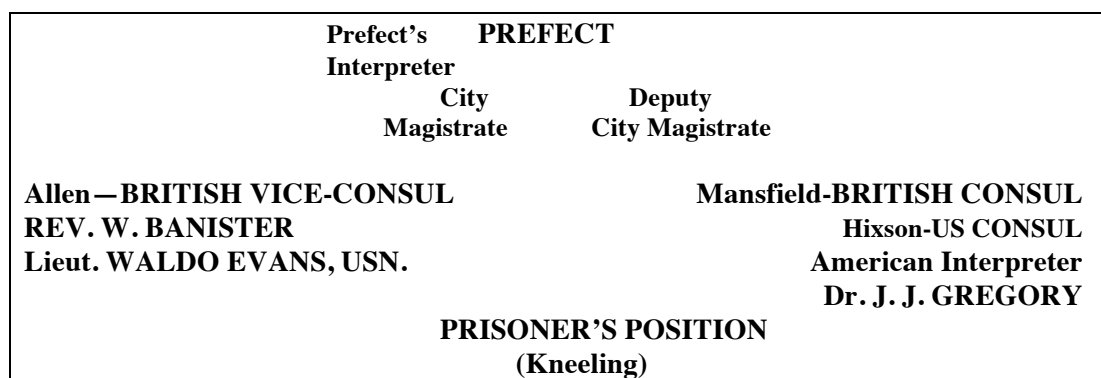 Prefect's PREFECT
Interpreter
City Deputy
Magistrate City Magistrate
Allen—BRITISH VICE-CONSUL Mansfield-BRITISH CONSUL
REV. W. BANISTER Hixson-US CONSUL
Lieut. WALDO EVANS, USN. American Interpreter
Dr. J. J. GREGORY
PRISONER’S POSITION
(Kneeling)